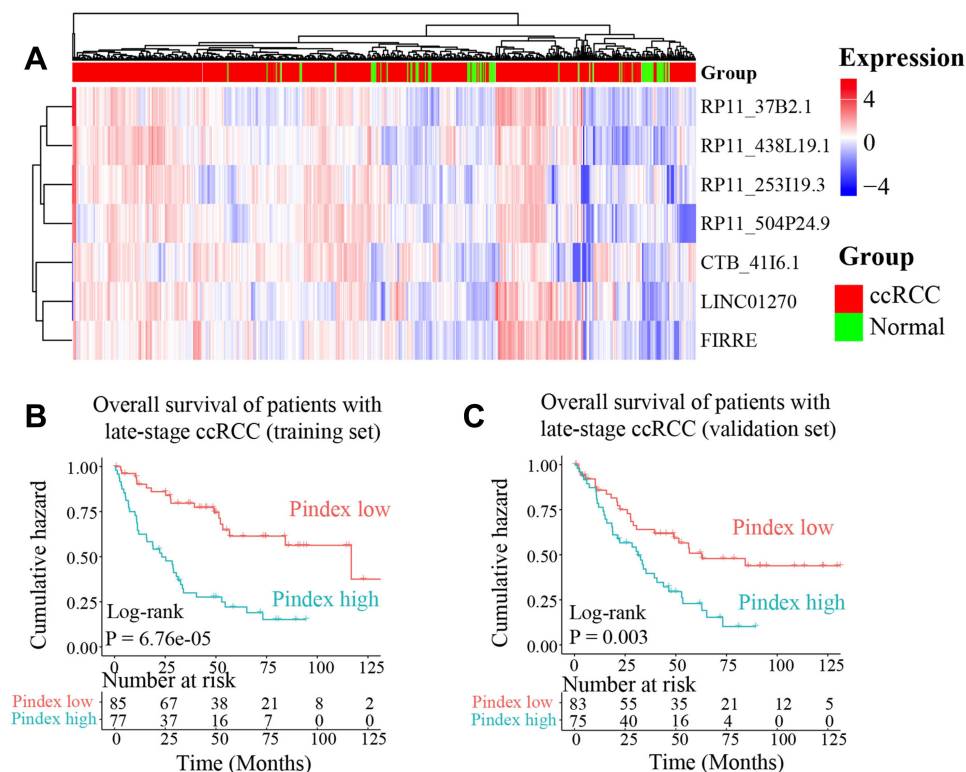 A
Group
RP11_37B2.1
RP11_438L19.1
RP11_253I19.3
RP11_504P24.9
CTB_41I6.1
LINC01270
FIRRE
Expression
4
0
−4
Group
ccRCC
Normal
B
Overall survival of patients with
late-stage ccRCC (training set)
Cumulative hazard
1.00
0.75
0.50
0.25
0.00
Pindex low
Pindex high
Log-rank
P = 6.76e-05
0 25 50 75 100 125
Number at risk
Pindex low 85 67 38 21 8 2
Pindex high 77 37 16 7 0 0
0 25 50 75 100 125
Time (Months)
C
Overall survival of patients with
late-stage ccRCC (validation set)
Cumulative hazard
1.00
0.75
0.50
0.25
0.00
Pindex low
Pindex high
Log-rank
P = 0.003
0 25 50 75 100 125
Number at risk
Pindex low 83 55 35 21 12 5
Pindex high 75 40 16 4 0 0
0 25 50 75 100 125
Time (Months)